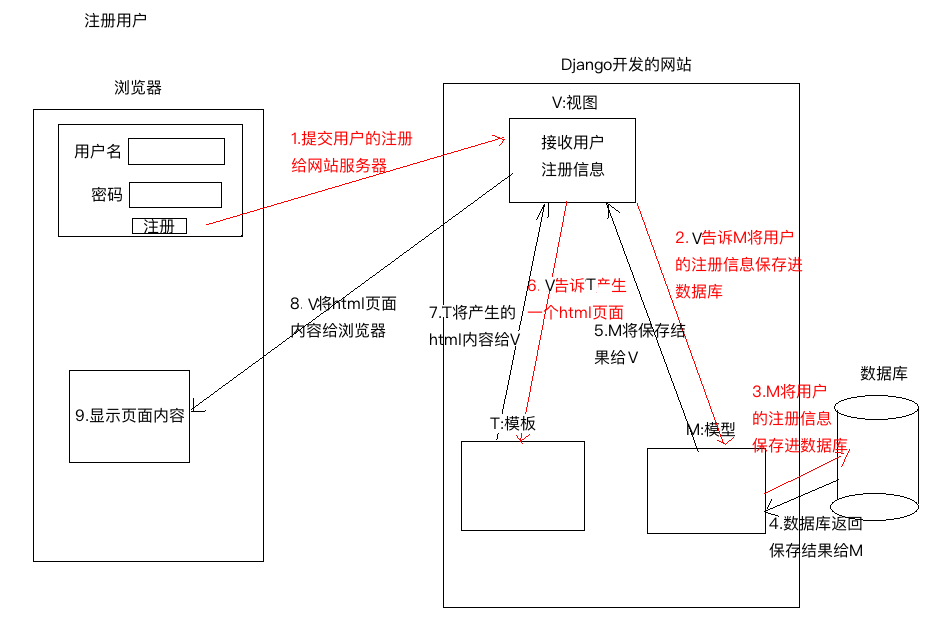 注册用户
浏览器
用户名
密码
注册
9.显示页面内容
1.提交用户的注册
给网站服务器
8. V将html页面
内容给浏览器
Django开发的网站
V:视图
接收用户
注册信息
2. V告诉M将用户
的注册信息保存进
数据库
6. V告诉T产生
一个html页面
7.T将产生的
html内容给V
5.M将保存结
果给V
T:模板
M:模型
数据库
3.M将用户
的注册信息
保存进数据库
4.数据库返回
保存结果给M